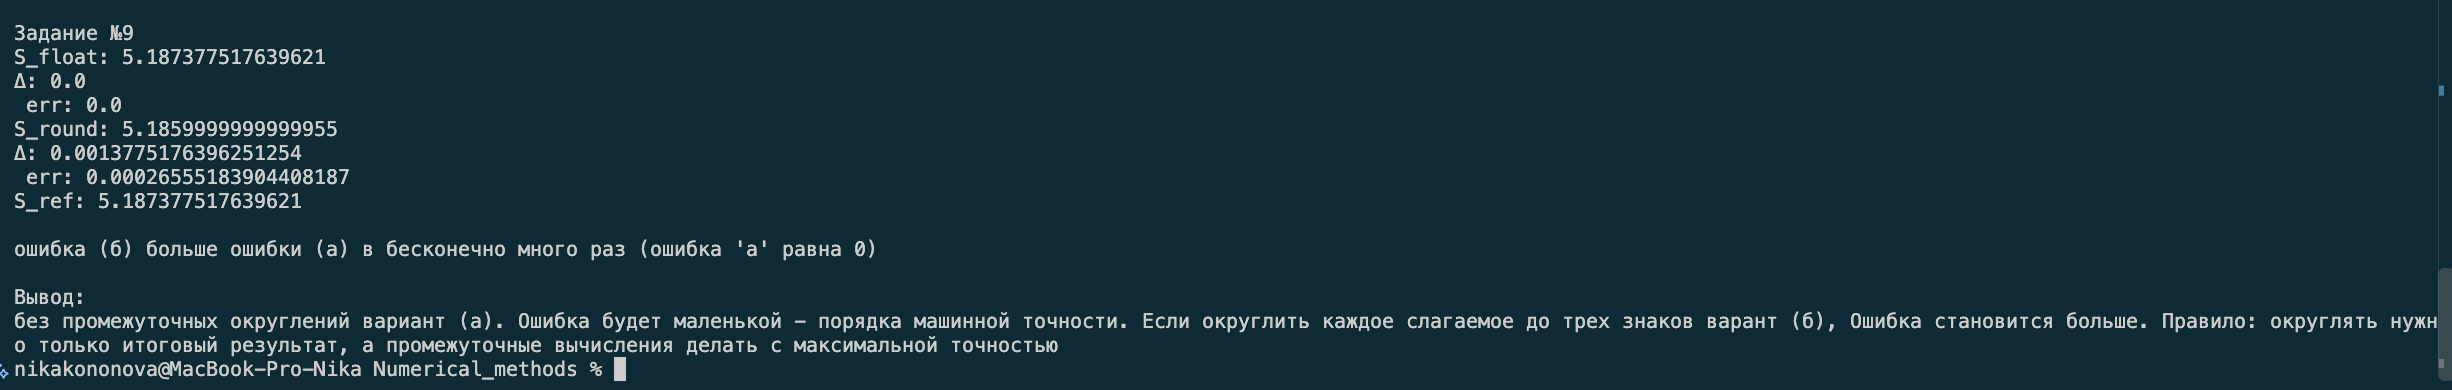 Задание №9
S_float: 5.187377517639621
Δ: 0.0
 err: 0.0
S_round: 5.1859999999999955
Δ: 0.0013775176396251254
 err: 0.00026555183904408187
S_ref: 5.187377517639621
ошибка (б) больше ошибки (а) в бесконечно много раз (ошибка 'а' равна 0)
Вывод:
без промежуточных округлений вариант (а). Ошибка будет маленькой – порядка машинной точности. Если округлить каждое слагаемое до трех знаков варант (б), Ошибка становится больше. Правило: округлять нужн
о только итоговый результат, а промежуточные вычисления делать с максимальной точностью
nikakononova@MacBook-Pro-Nika Numerical_methods %